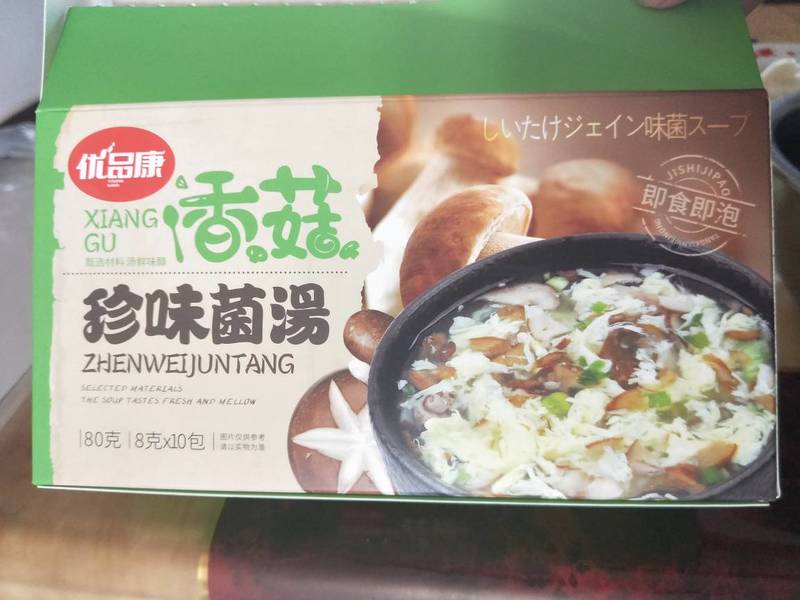 しいたけジェイン味菌スープ
优品康
香菇
XIANG
GU
甄选材料 汤鲜味醇
JISHIJIPAO
即食即泡
珍味菌湯
ZHENWEIJUNTANG
SELECTED MATERIALS
THE SOUP TASTES FRESH AND MELLOW
80克 8克x10包
图片仅供参考
请以实物为准